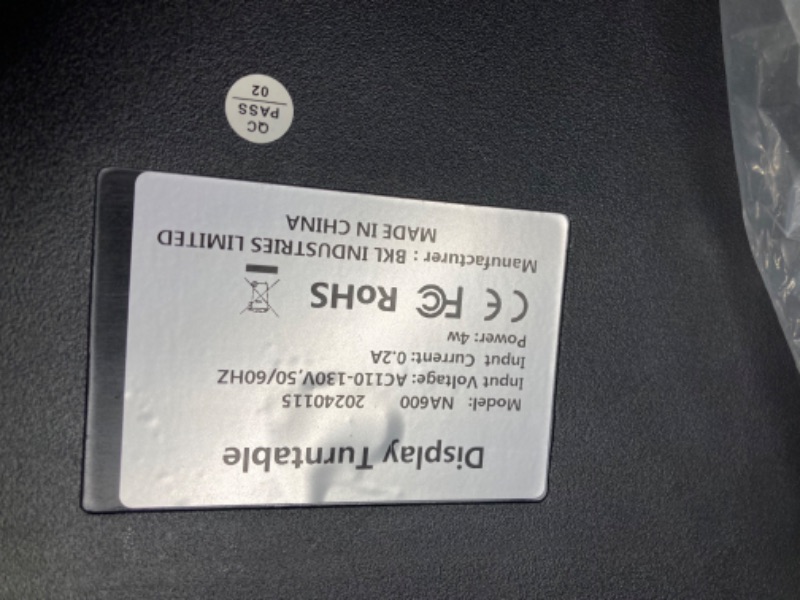 Display Turntable
Model: NA600 20240115
Input Voltage: AC110-130V,50/60HZ
Input Current: 0.2A
Power: 4w
CE FC RoHS
Manufacturer : BKL INDUSTRIES LIMITED
MADE IN CHINA
QC
PASS
02